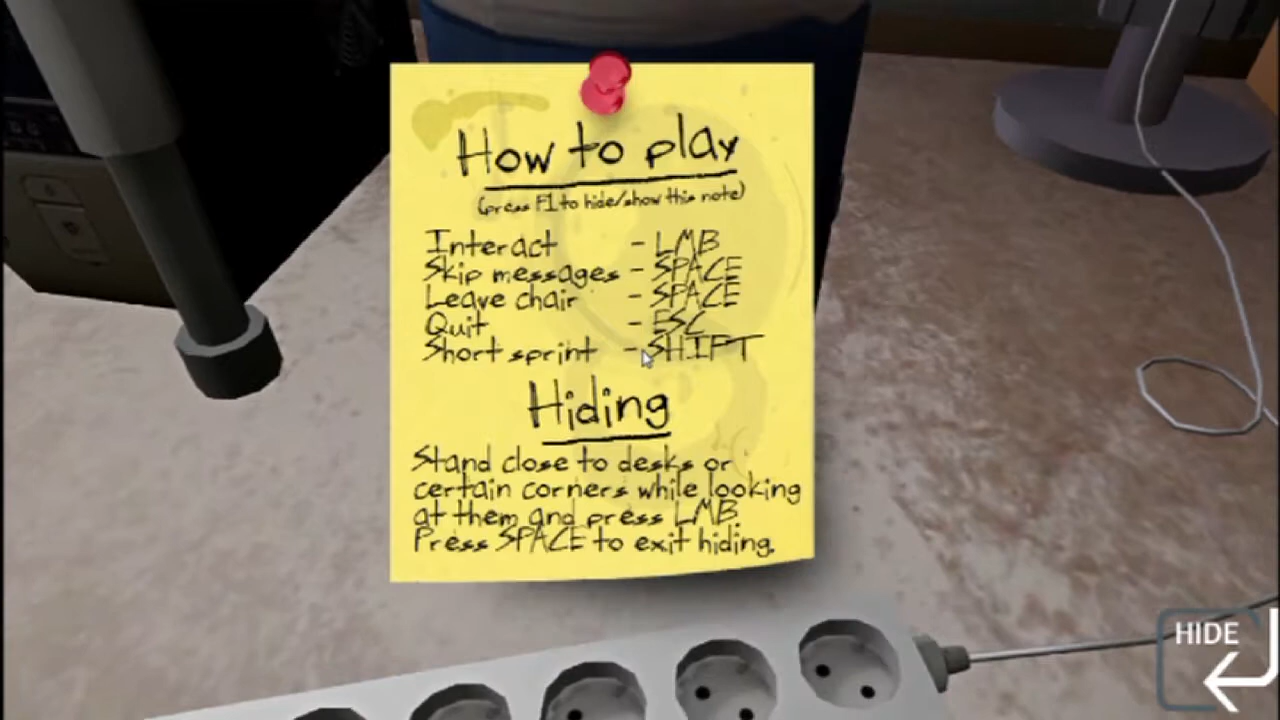 How to play
(press F1 to hide/show this note)
Interact - LMB
Skip messages - SPACE
Leave chair - SPACE
Quit - ESC
Short sprint - SHIFT
Hiding
Stand close to desks or
certain corners while looking
at them and press LMB
Press SPACE to exit hiding.
HIDE